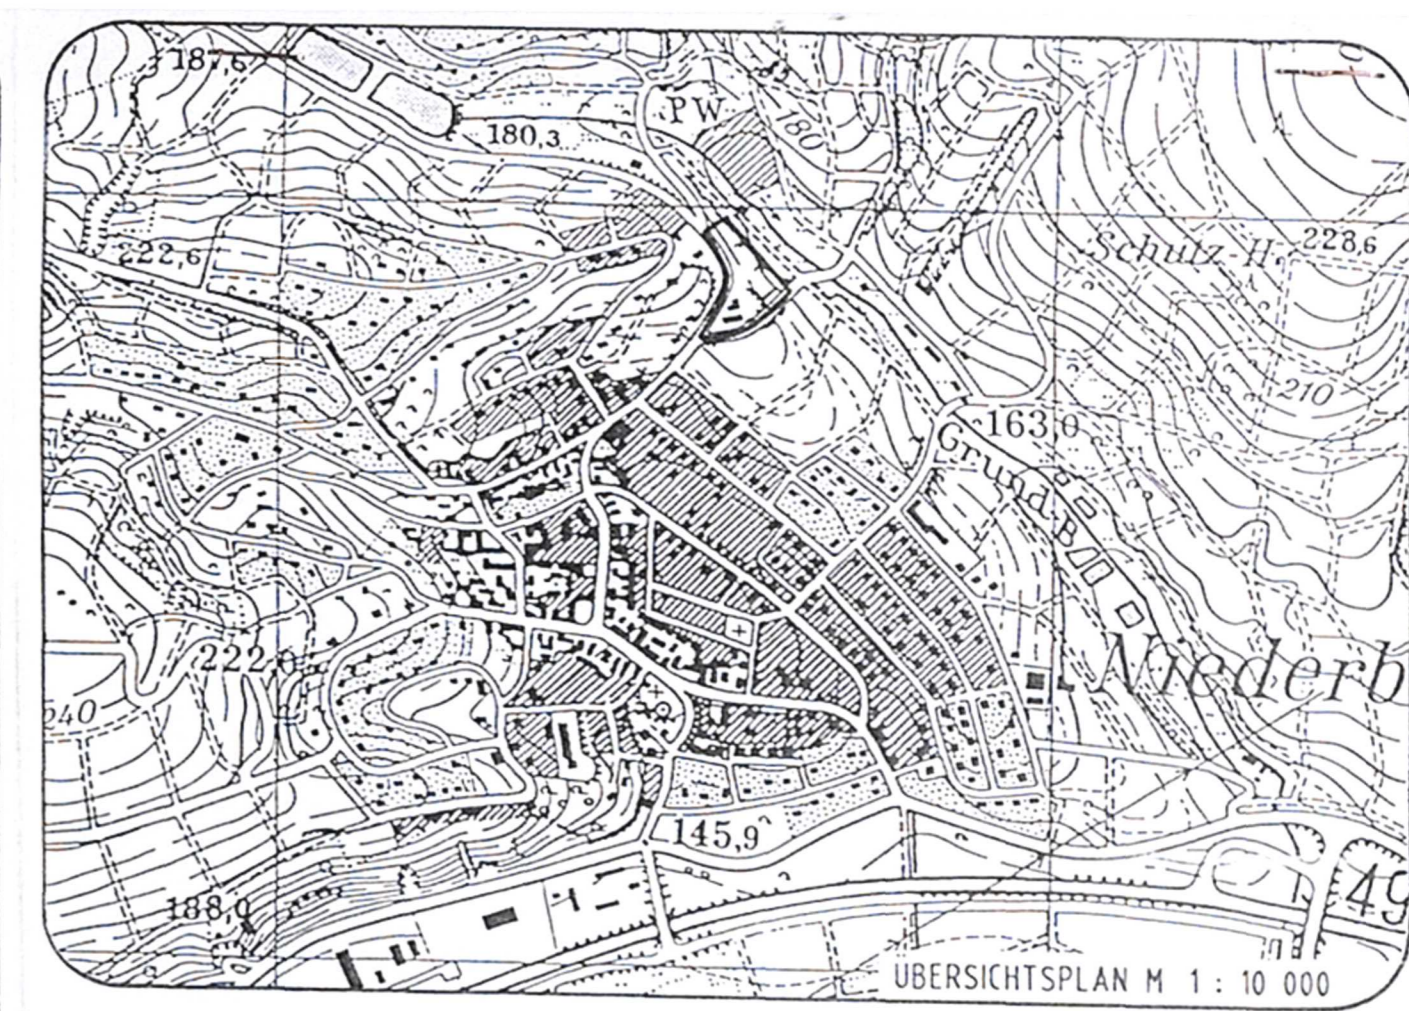 187,6
PW
180,3
180
222,6
Schutz-H.
228,6
210
163,0
Grund B.
222,0
Niederb
540
145,9
188,0
49
ÜBERSICHTSPLAN M 1 : 10 000